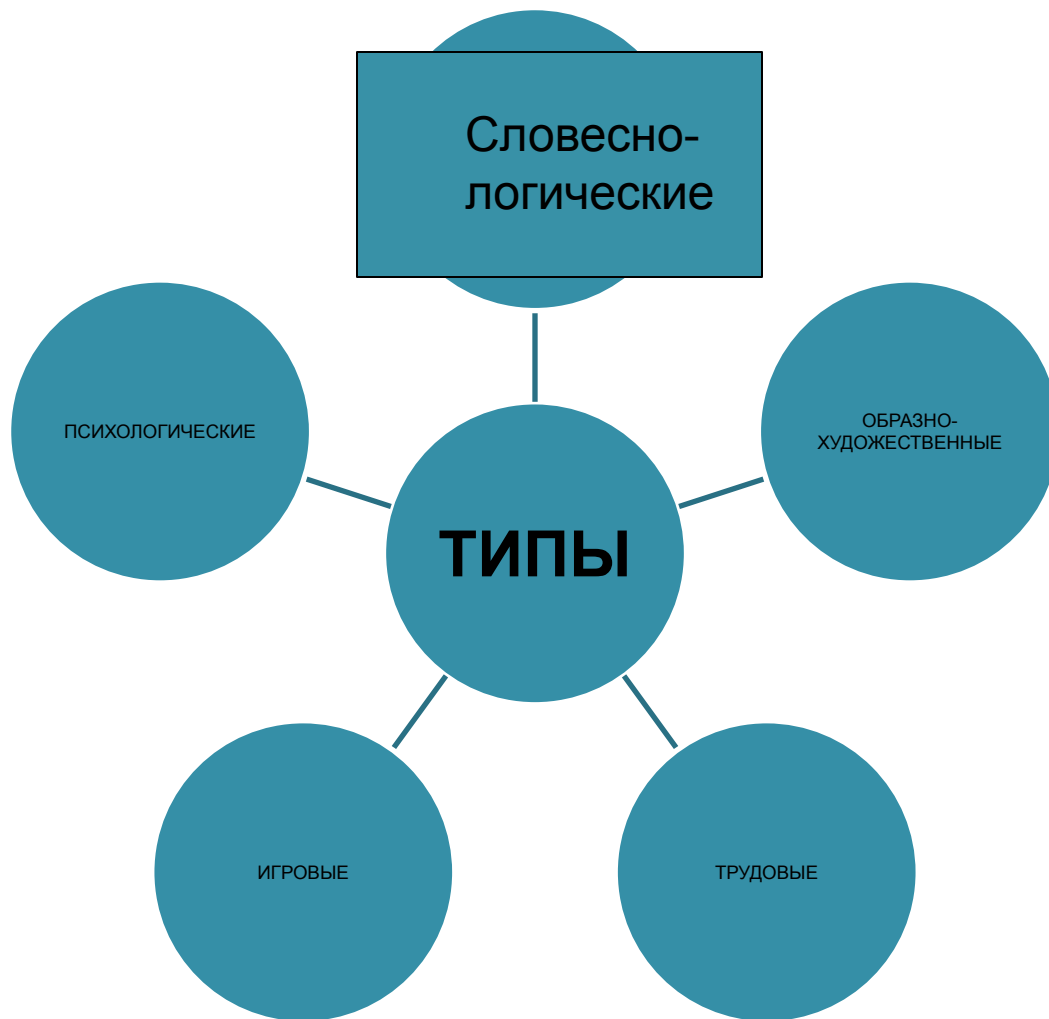 Словесно-
логические
ПСИХОЛОГИЧЕСКИЕ
ОБРАЗНО-
ХУДОЖЕСТВЕННЫЕ
ТИПЫ
ИГРОВЫЕ
ТРУДОВЫЕ